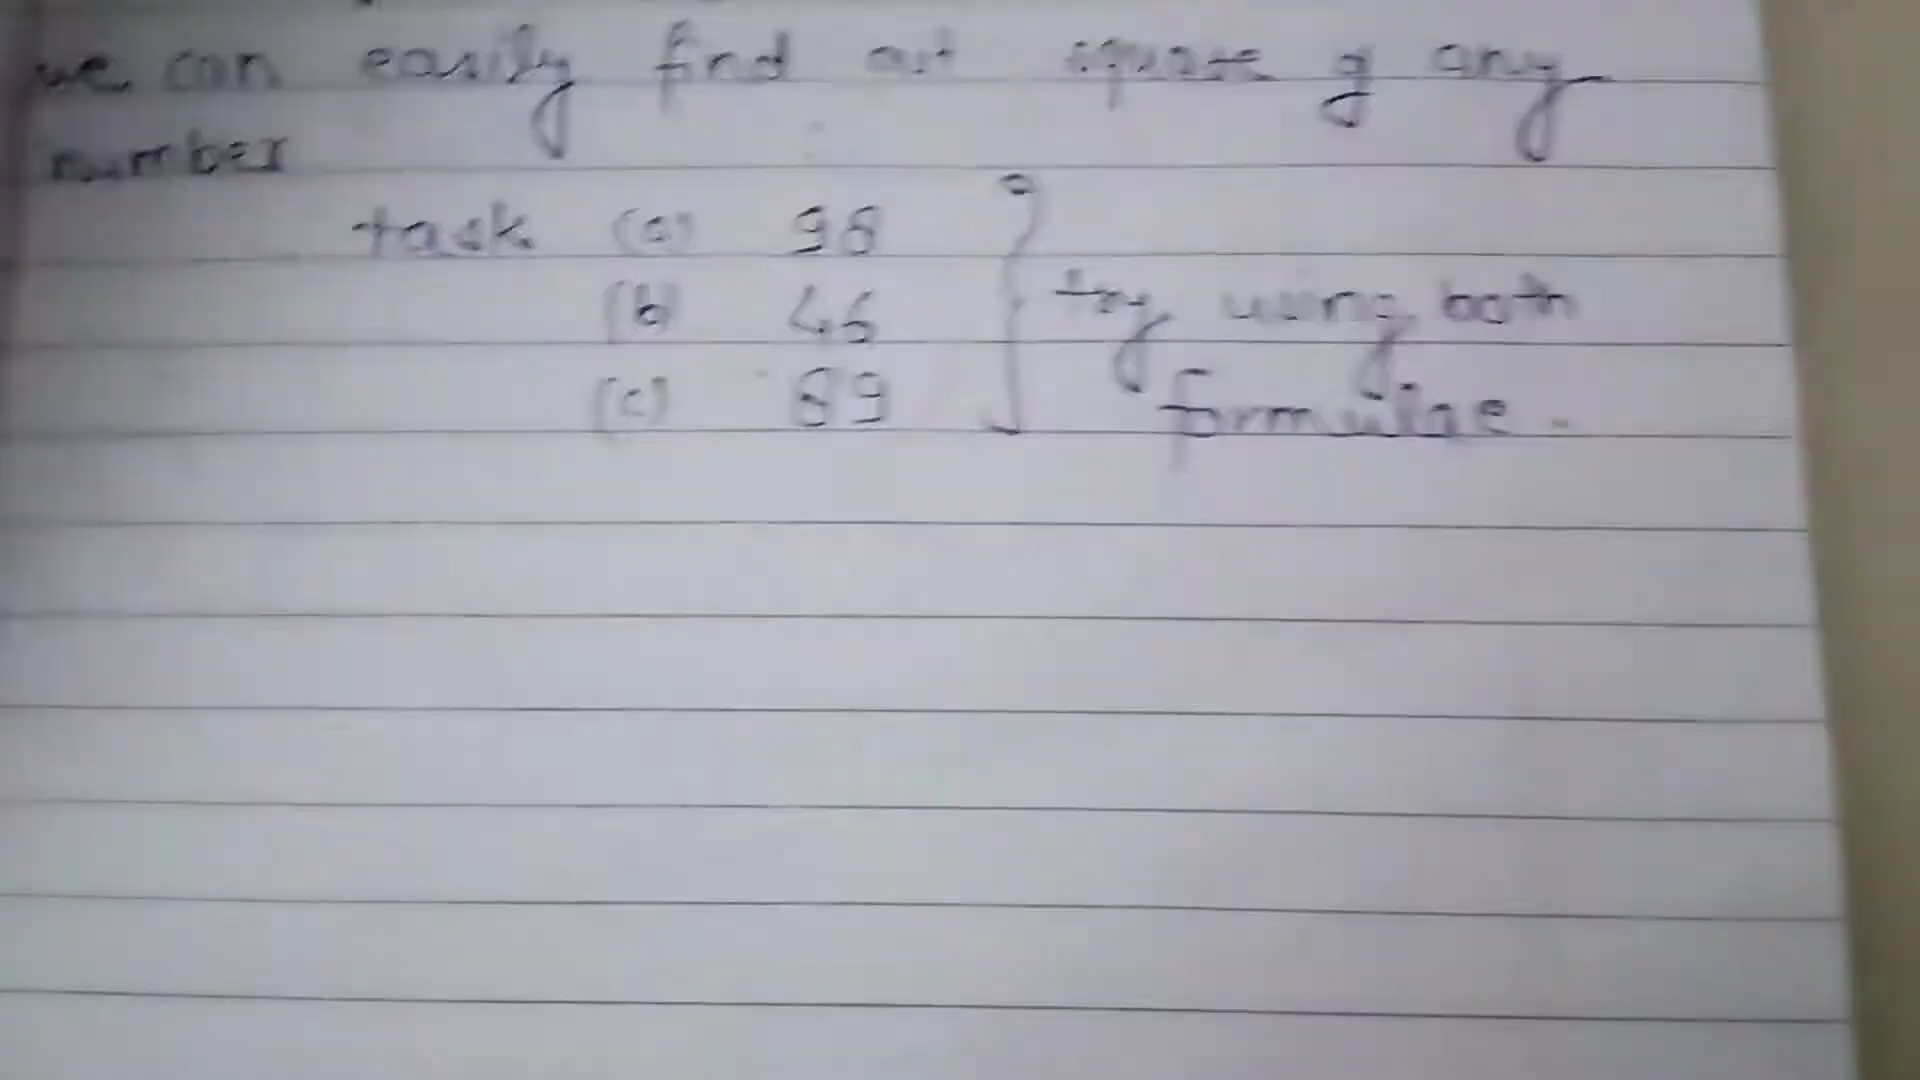 we can easily find out square of any
number
task (a) 98
(b) 46
(c) 89
} try using both
formulae.